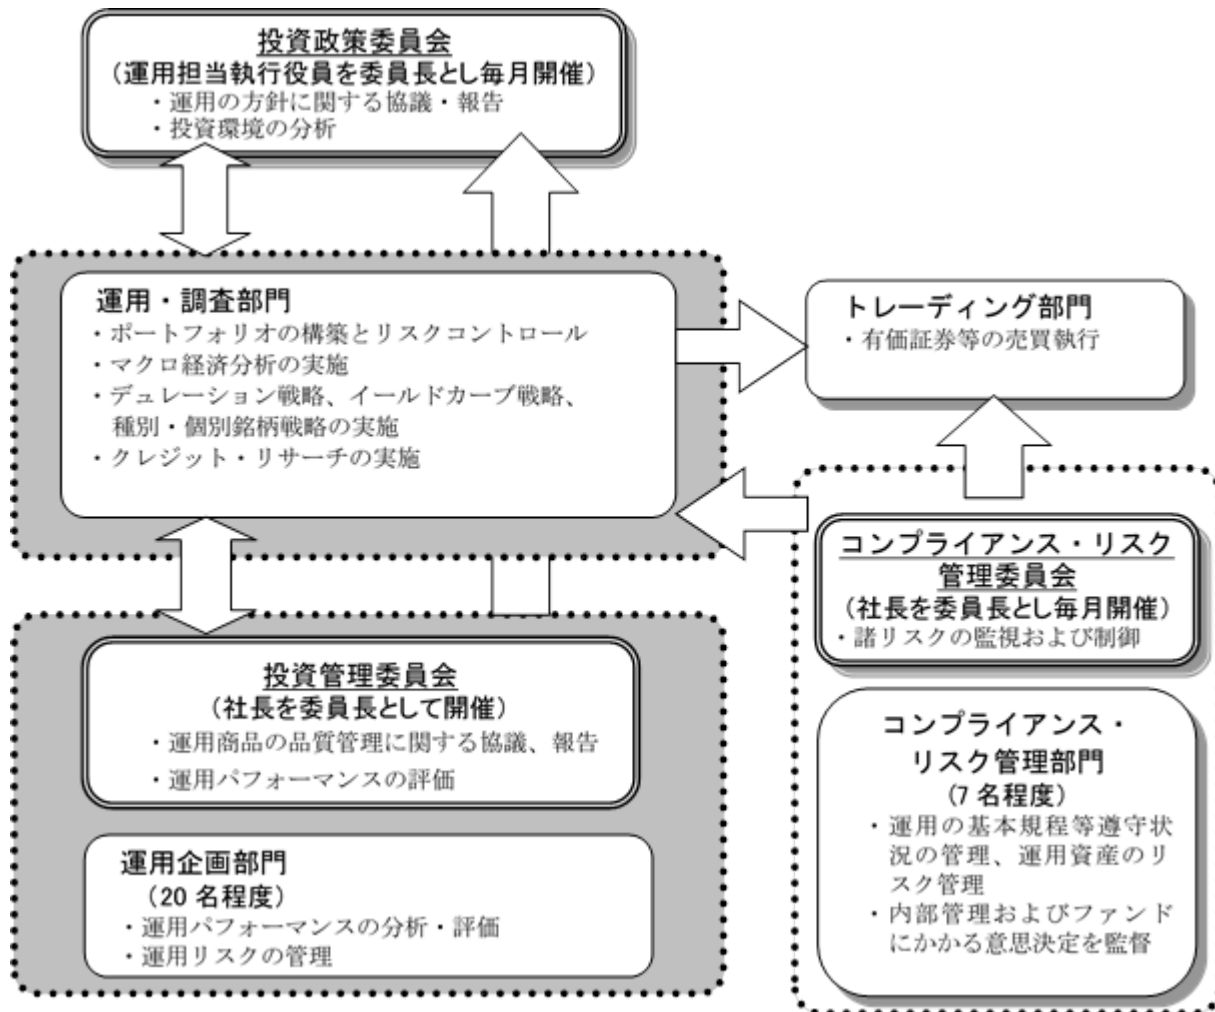 投資政策委員会
（運用担当執行役員を委員長とし毎月開催）
・運用の方針に関する協議・報告
・投資環境の分析
運用・調査部門
・ポートフォリオの構築とリスクコントロール
・マクロ経済分析の実施
・デュレーション戦略、イールドカーブ戦略、
種別・個別銘柄戦略の実施
・クレジット・リサーチの実施
トレーディング部門
・有価証券等の売買執行
投資管理委員会
（社長を委員長として開催）
・運用商品の品質管理に関する協議、報告
・運用パフォーマンスの評価
運用企画部門
（20 名程度）
・運用パフォーマンスの分析・評価
・運用リスクの管理
コンプライアンス・リスク
管理委員会
（社長を委員長とし毎月開催）
・諸リスクの監視および制御
コンプライアンス・
リスク管理部門
（7 名程度）
・運用の基本規程等遵守状
況の管理、運用資産のリ
スク管理
・内部管理およびファンド
にかかる意思決定を監督